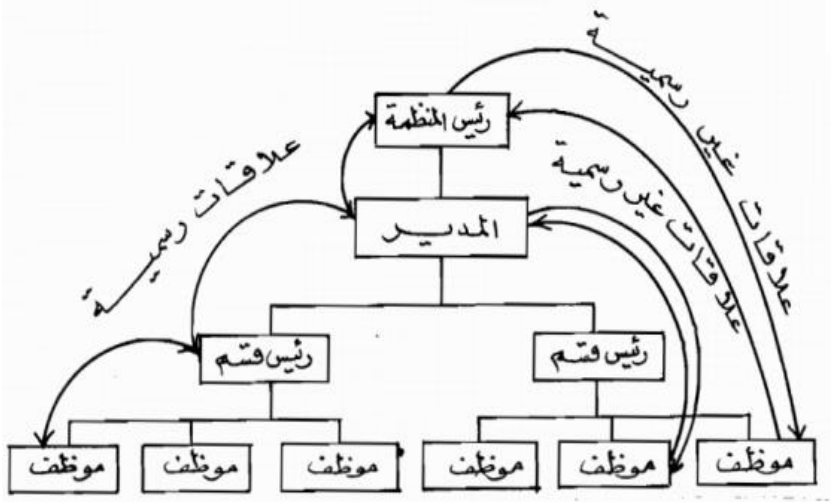 علاقات غير رسمية
رئيس المنظمة
علاقات رسمية
علاقات غير رسمية
المدير
رئيس قسم
رئيس قسم
موظف
موظف
موظف
موظف
موظف
موظف